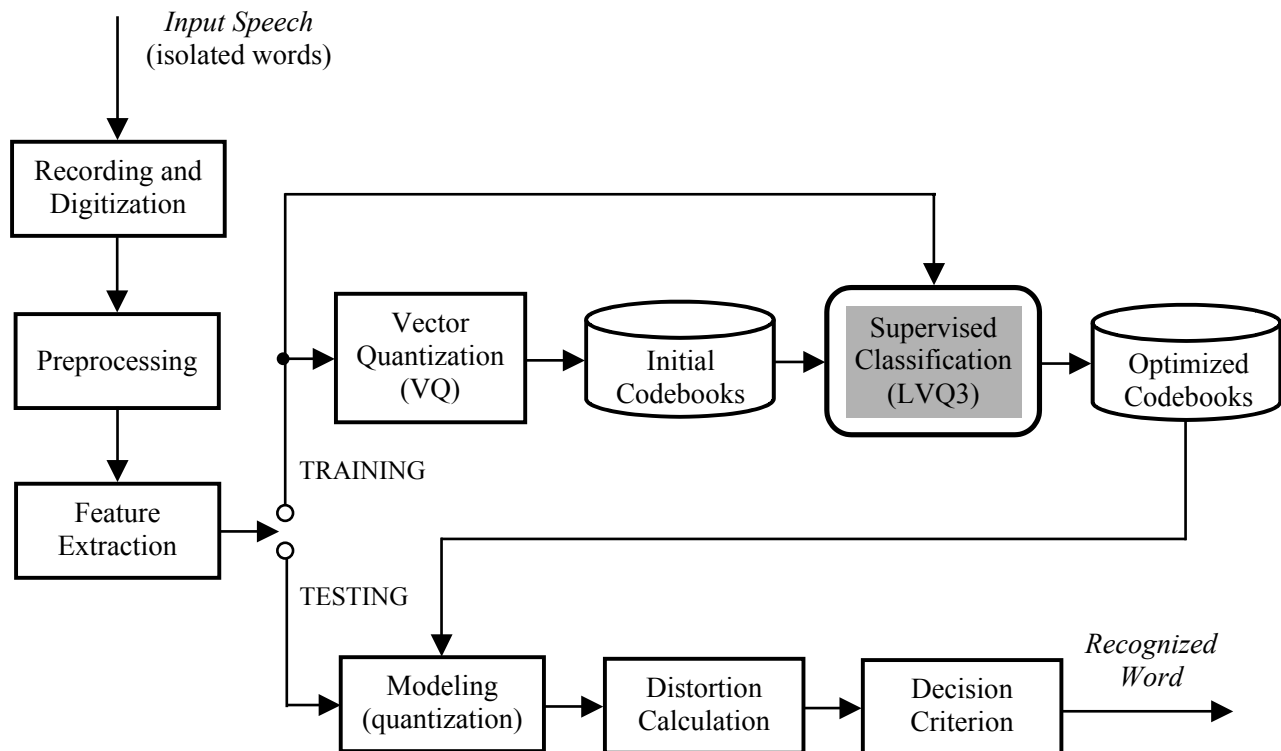 Input Speech
(isolated words)
Recording and
Digitization
Preprocessing
Feature
Extraction
TRAINING
TESTING
Vector
Quantization
(VQ)
Initial
Codebooks
Supervised
Classification
(LVQ3)
Optimized
Codebooks
Modeling
(quantization)
Distortion
Calculation
Decision
Criterion
Recognized
Word